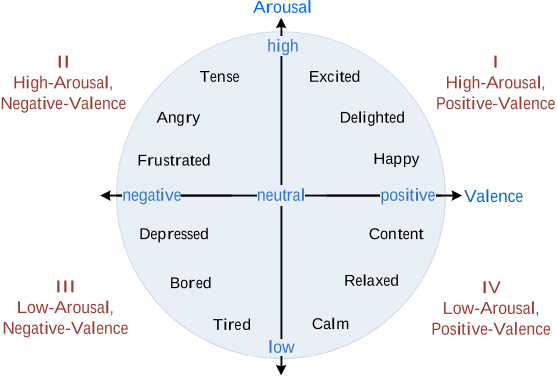 Arousal
high
II
High-Arousal,
Negative-Valence
I
High-Arousal,
Positive-Valence
Tense
Excited
Angry
Delighted
Frustrated
Happy
negative
neutral
positive
Valence
Depressed
Content
Bored
Relaxed
Tired
Calm
III
Low-Arousal,
Negative-Valence
IV
Low-Arousal,
Positive-Valence
low